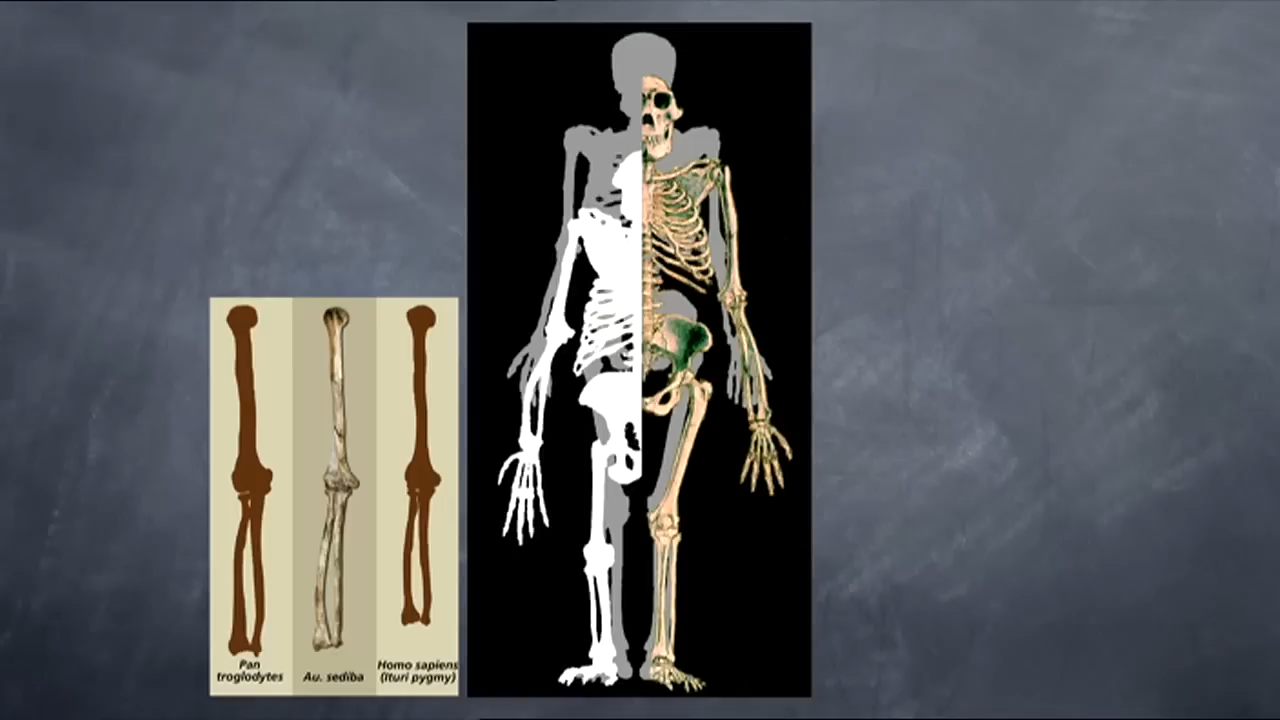 Pan
troglodytes
Au. sediba
Homo sapiens
(Ituri pygmy)